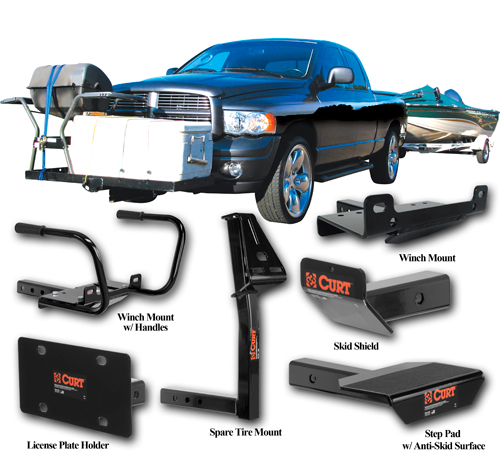 Winch Mount
CURT
Winch Mount
w/ Handles
Skid Shield
CURT
CURT
CURT
License Plate Holder
Spare Tire Mount
Step Pad
w/ Anti-Skid Surface